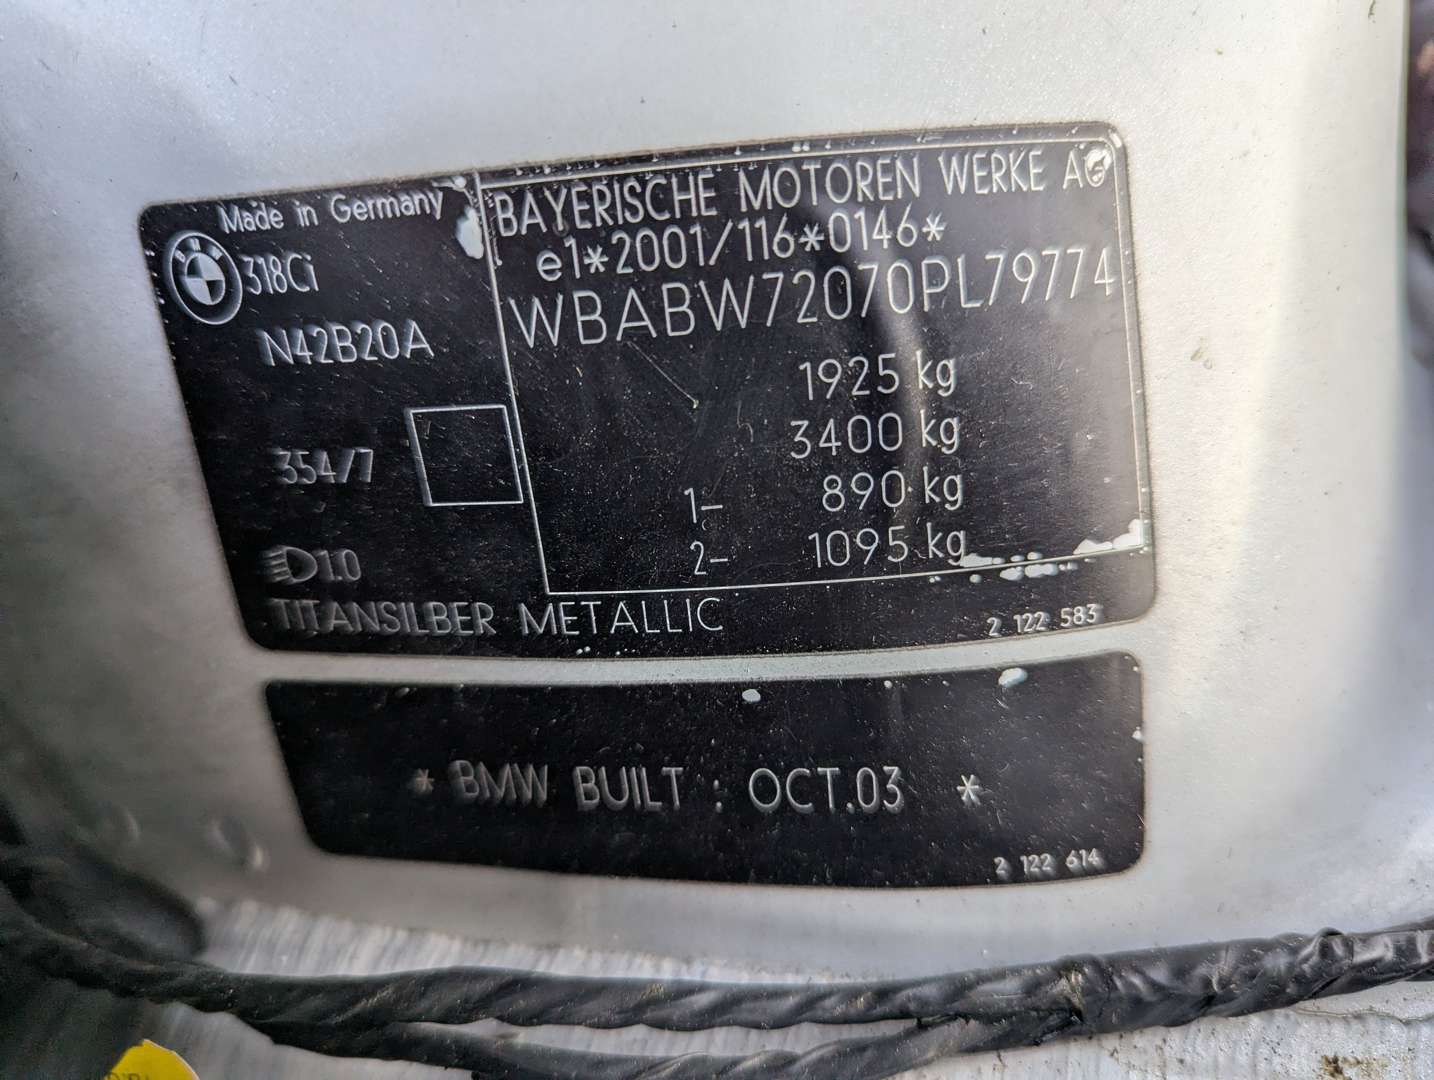 Made in Germany
BAYERISCHE MOTOREN WERKE AG
e1*2001/116*0146*
318Ci
WBABW72070PL79774
N42B20A
1925 kg
3400 kg
354/7
1- 890 kg
2- 1095 kg
1.0
TITANSILBER METALLIC
2 122 583
* BMW BUILT : OCT.03 *
2 122 614